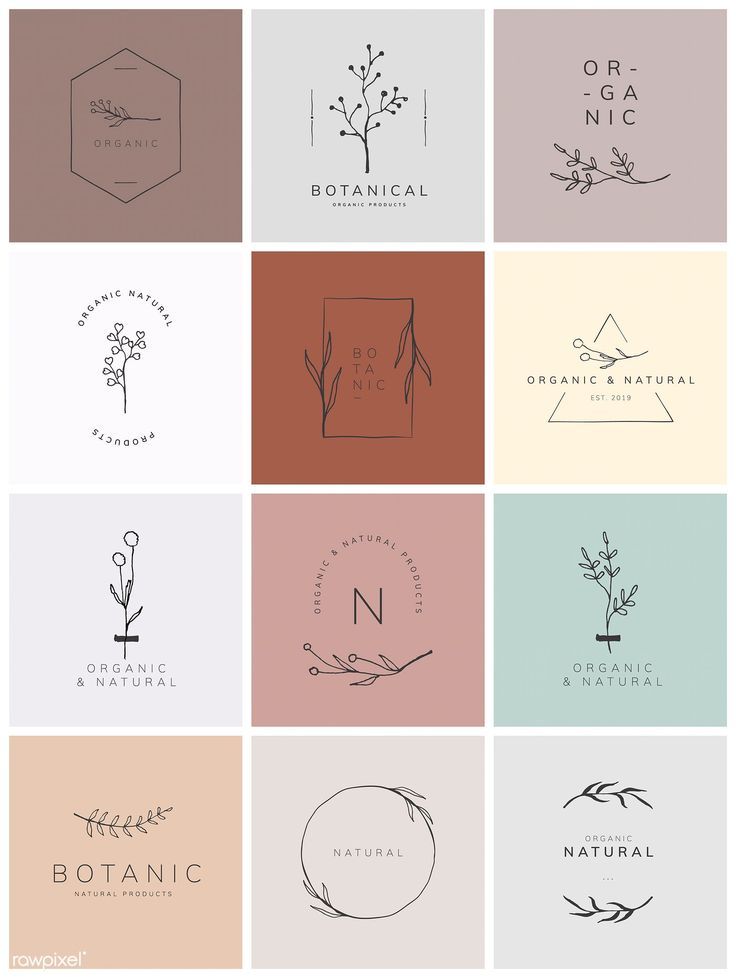 ORGANIC
BOTANICAL
ORGANIC PRODUCTS
OR-
-GA
NIC
ORGANIC NATURAL
PRODUCTS
BO
TA
NIC
ORGANIC & NATURAL
EST. 2019
ORGANIC
& NATURAL
ORGANIC & NATURAL PRODUCTS
N
ORGANIC
& NATURAL
BOTANIC
NATURAL PRODUCTS
NATURAL
ORGANIC
NATURAL
...
rawpixel*